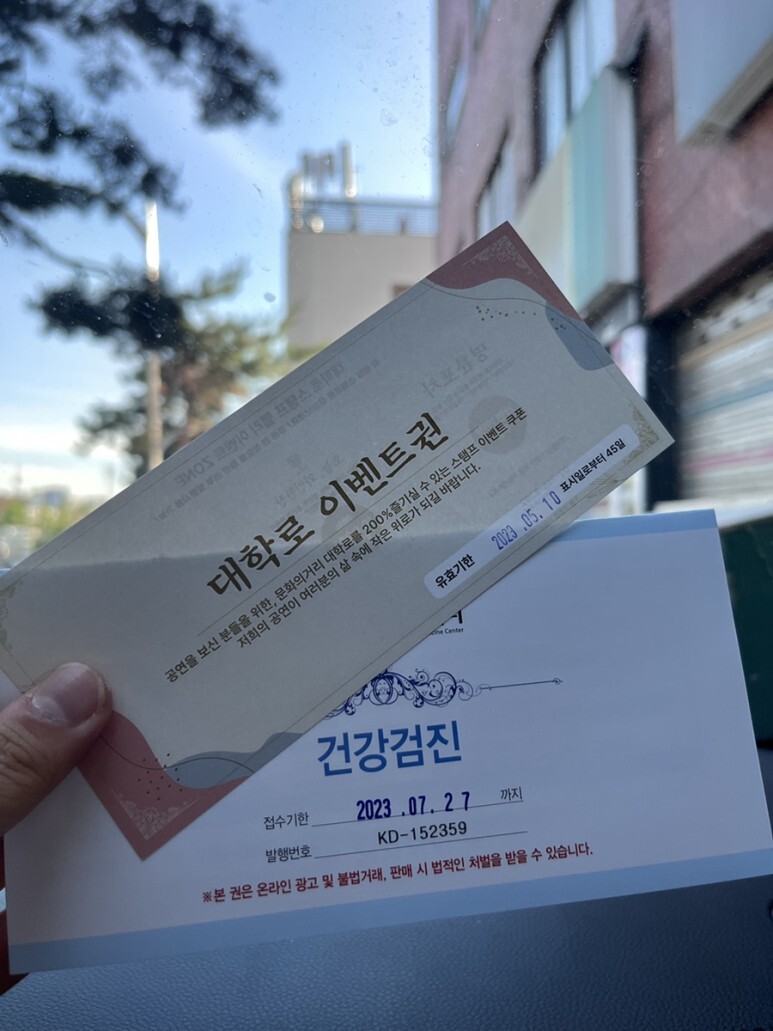 대학로 이벤트권
공연을 보신 분들을 위한, 문화의거리 대학로를 200%즐기실 수 있는 스탬프 이벤트 쿠폰
저희의 공연이 여러분의 삶 속에 작은 위로가 되길 바랍니다.
유효기한 2023 .05. 10 표시일로부터 45일
Center
건강검진
접수기한 2023 .07. 27 까지
발행번호 KD-152359
※본 권은 온라인 광고 및 불법거래, 판매 시 법적인 처벌을 받을 수 있습니다.